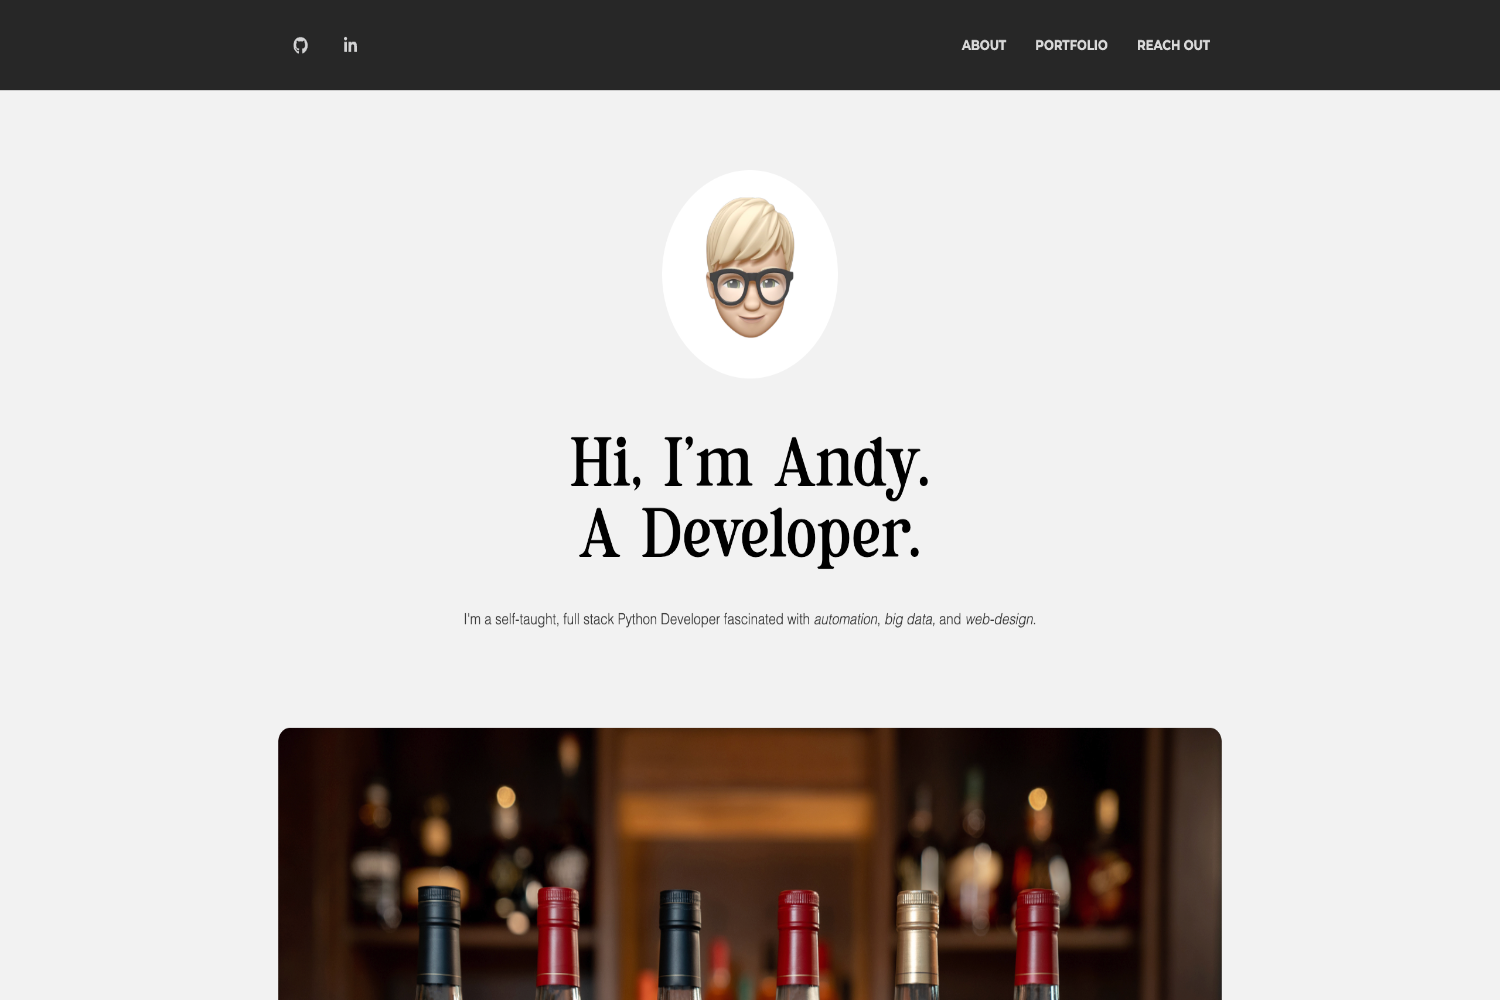 ABOUT PORTFOLIO REACH OUT
Hi, I'm Andy.
A Developer.
I'm a self-taught, full stack Python Developer fascinated with automation, big data, and web-design.